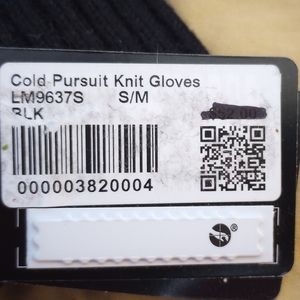 Cold Pursuit Knit Gloves
LM9637S S/M
BLK
000003820004
®